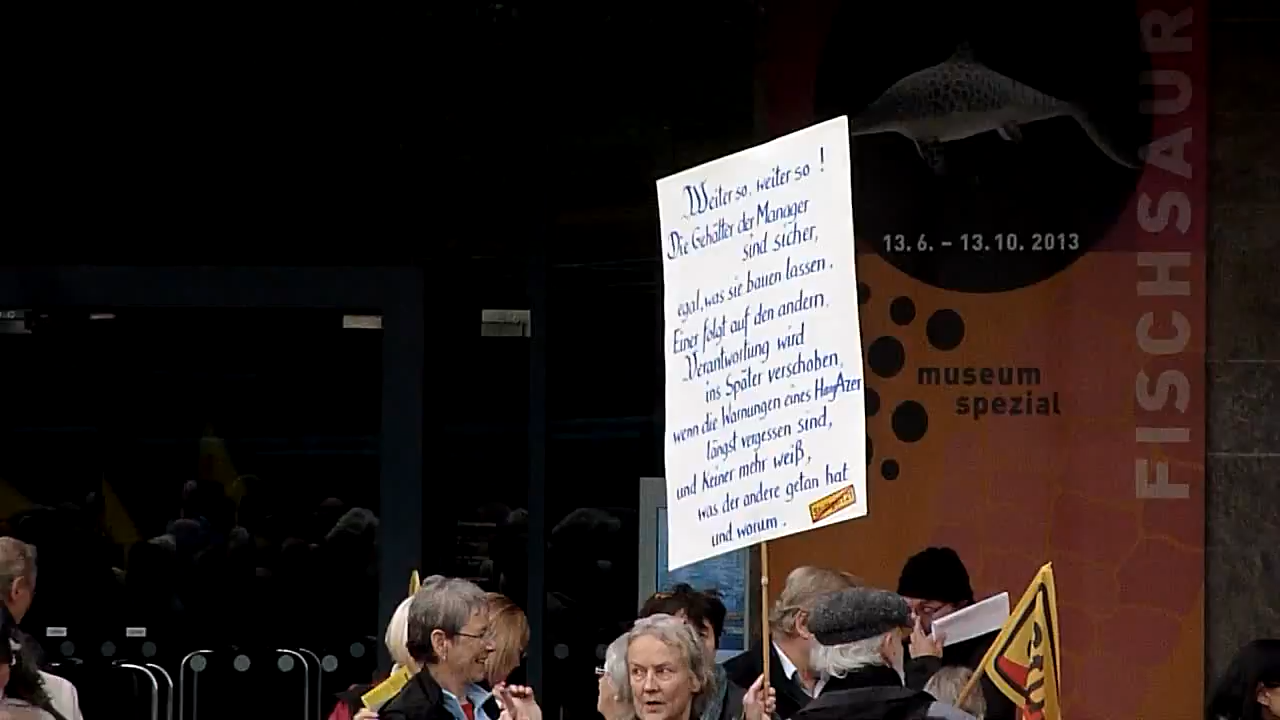 Weiter so, weiter so !
Die Gehälter der Manager
sind sicher,
egal, was sie bauen lassen.
Einer folgt auf den andern.
Verantwortung wird
ins Später verschoben,
wenn die Warnungen eines HanyAzer
längst vergessen sind,
und keiner mehr weiß,
was der andere getan hat
und warum.
13.6. – 13.10. 2013
museum
spezial
FISCHSAUR